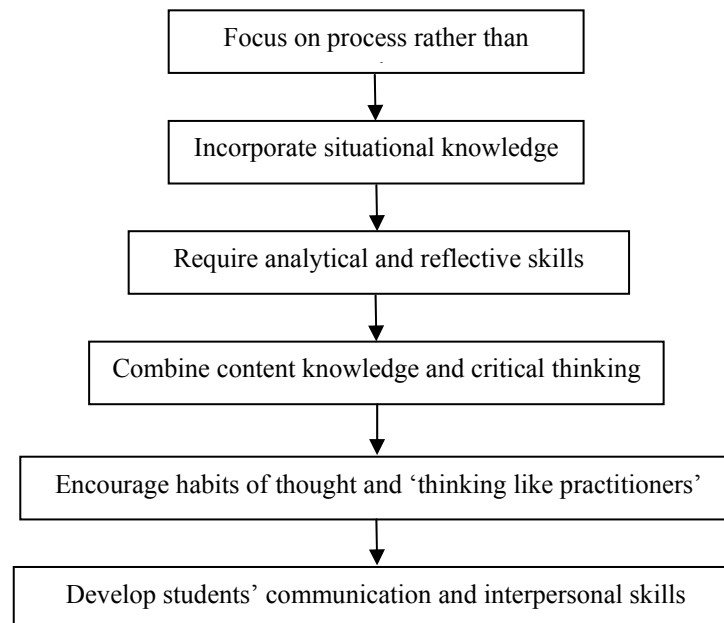 Focus on process rather than
Incorporate situational knowledge
Require analytical and reflective skills
Combine content knowledge and critical thinking
Encourage habits of thought and ‘thinking like practitioners’
Develop students’ communication and interpersonal skills